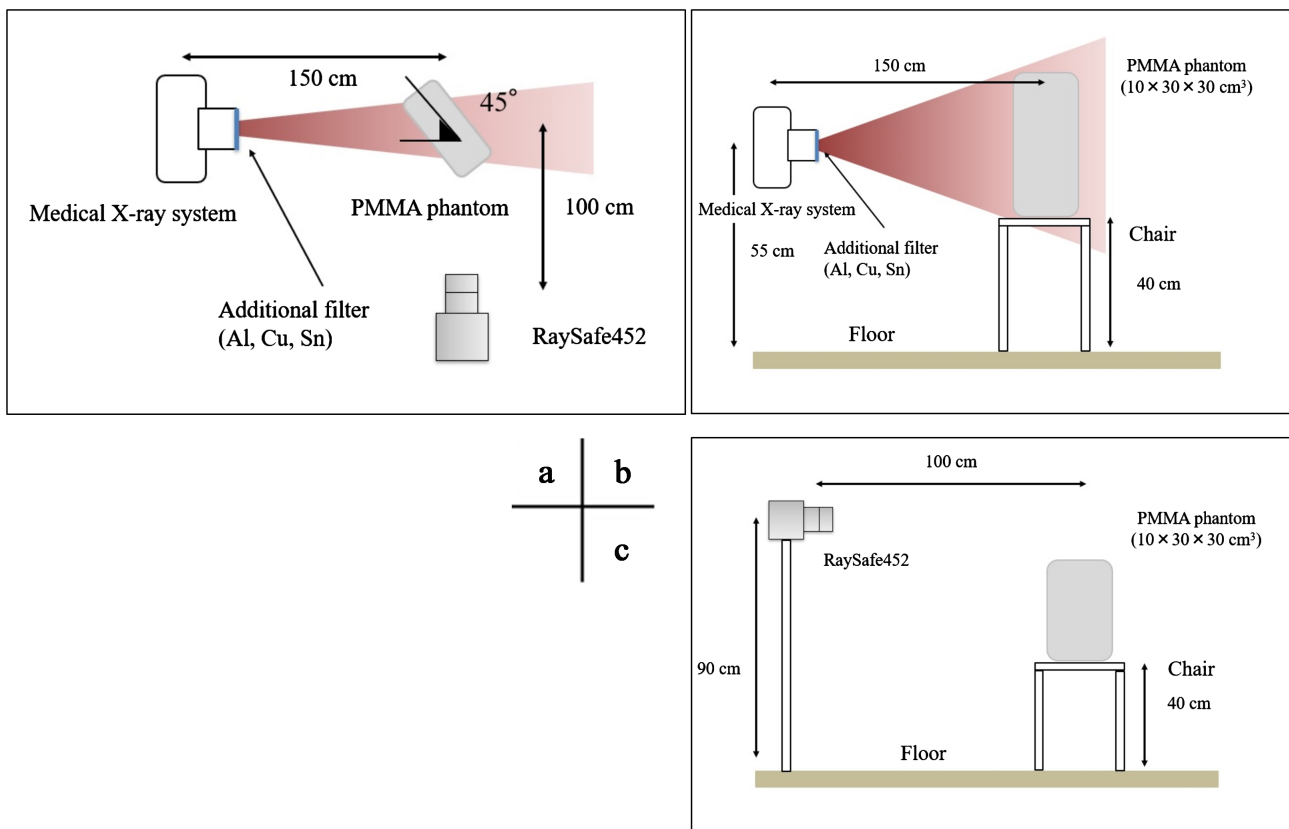 150 cm
45°
Medical X-ray system
PMMA phantom
100 cm
Additional filter
(Al, Cu, Sn)
RaySafe452
150 cm
PMMA phantom
(10 × 30 × 30 cm³)
Medical X-ray system
55 cm
Additional filter
(Al, Cu, Sn)
Chair
40 cm
Floor
a
b
c
100 cm
PMMA phantom
(10 × 30 × 30 cm³)
RaySafe452
90 cm
Chair
40 cm
Floor